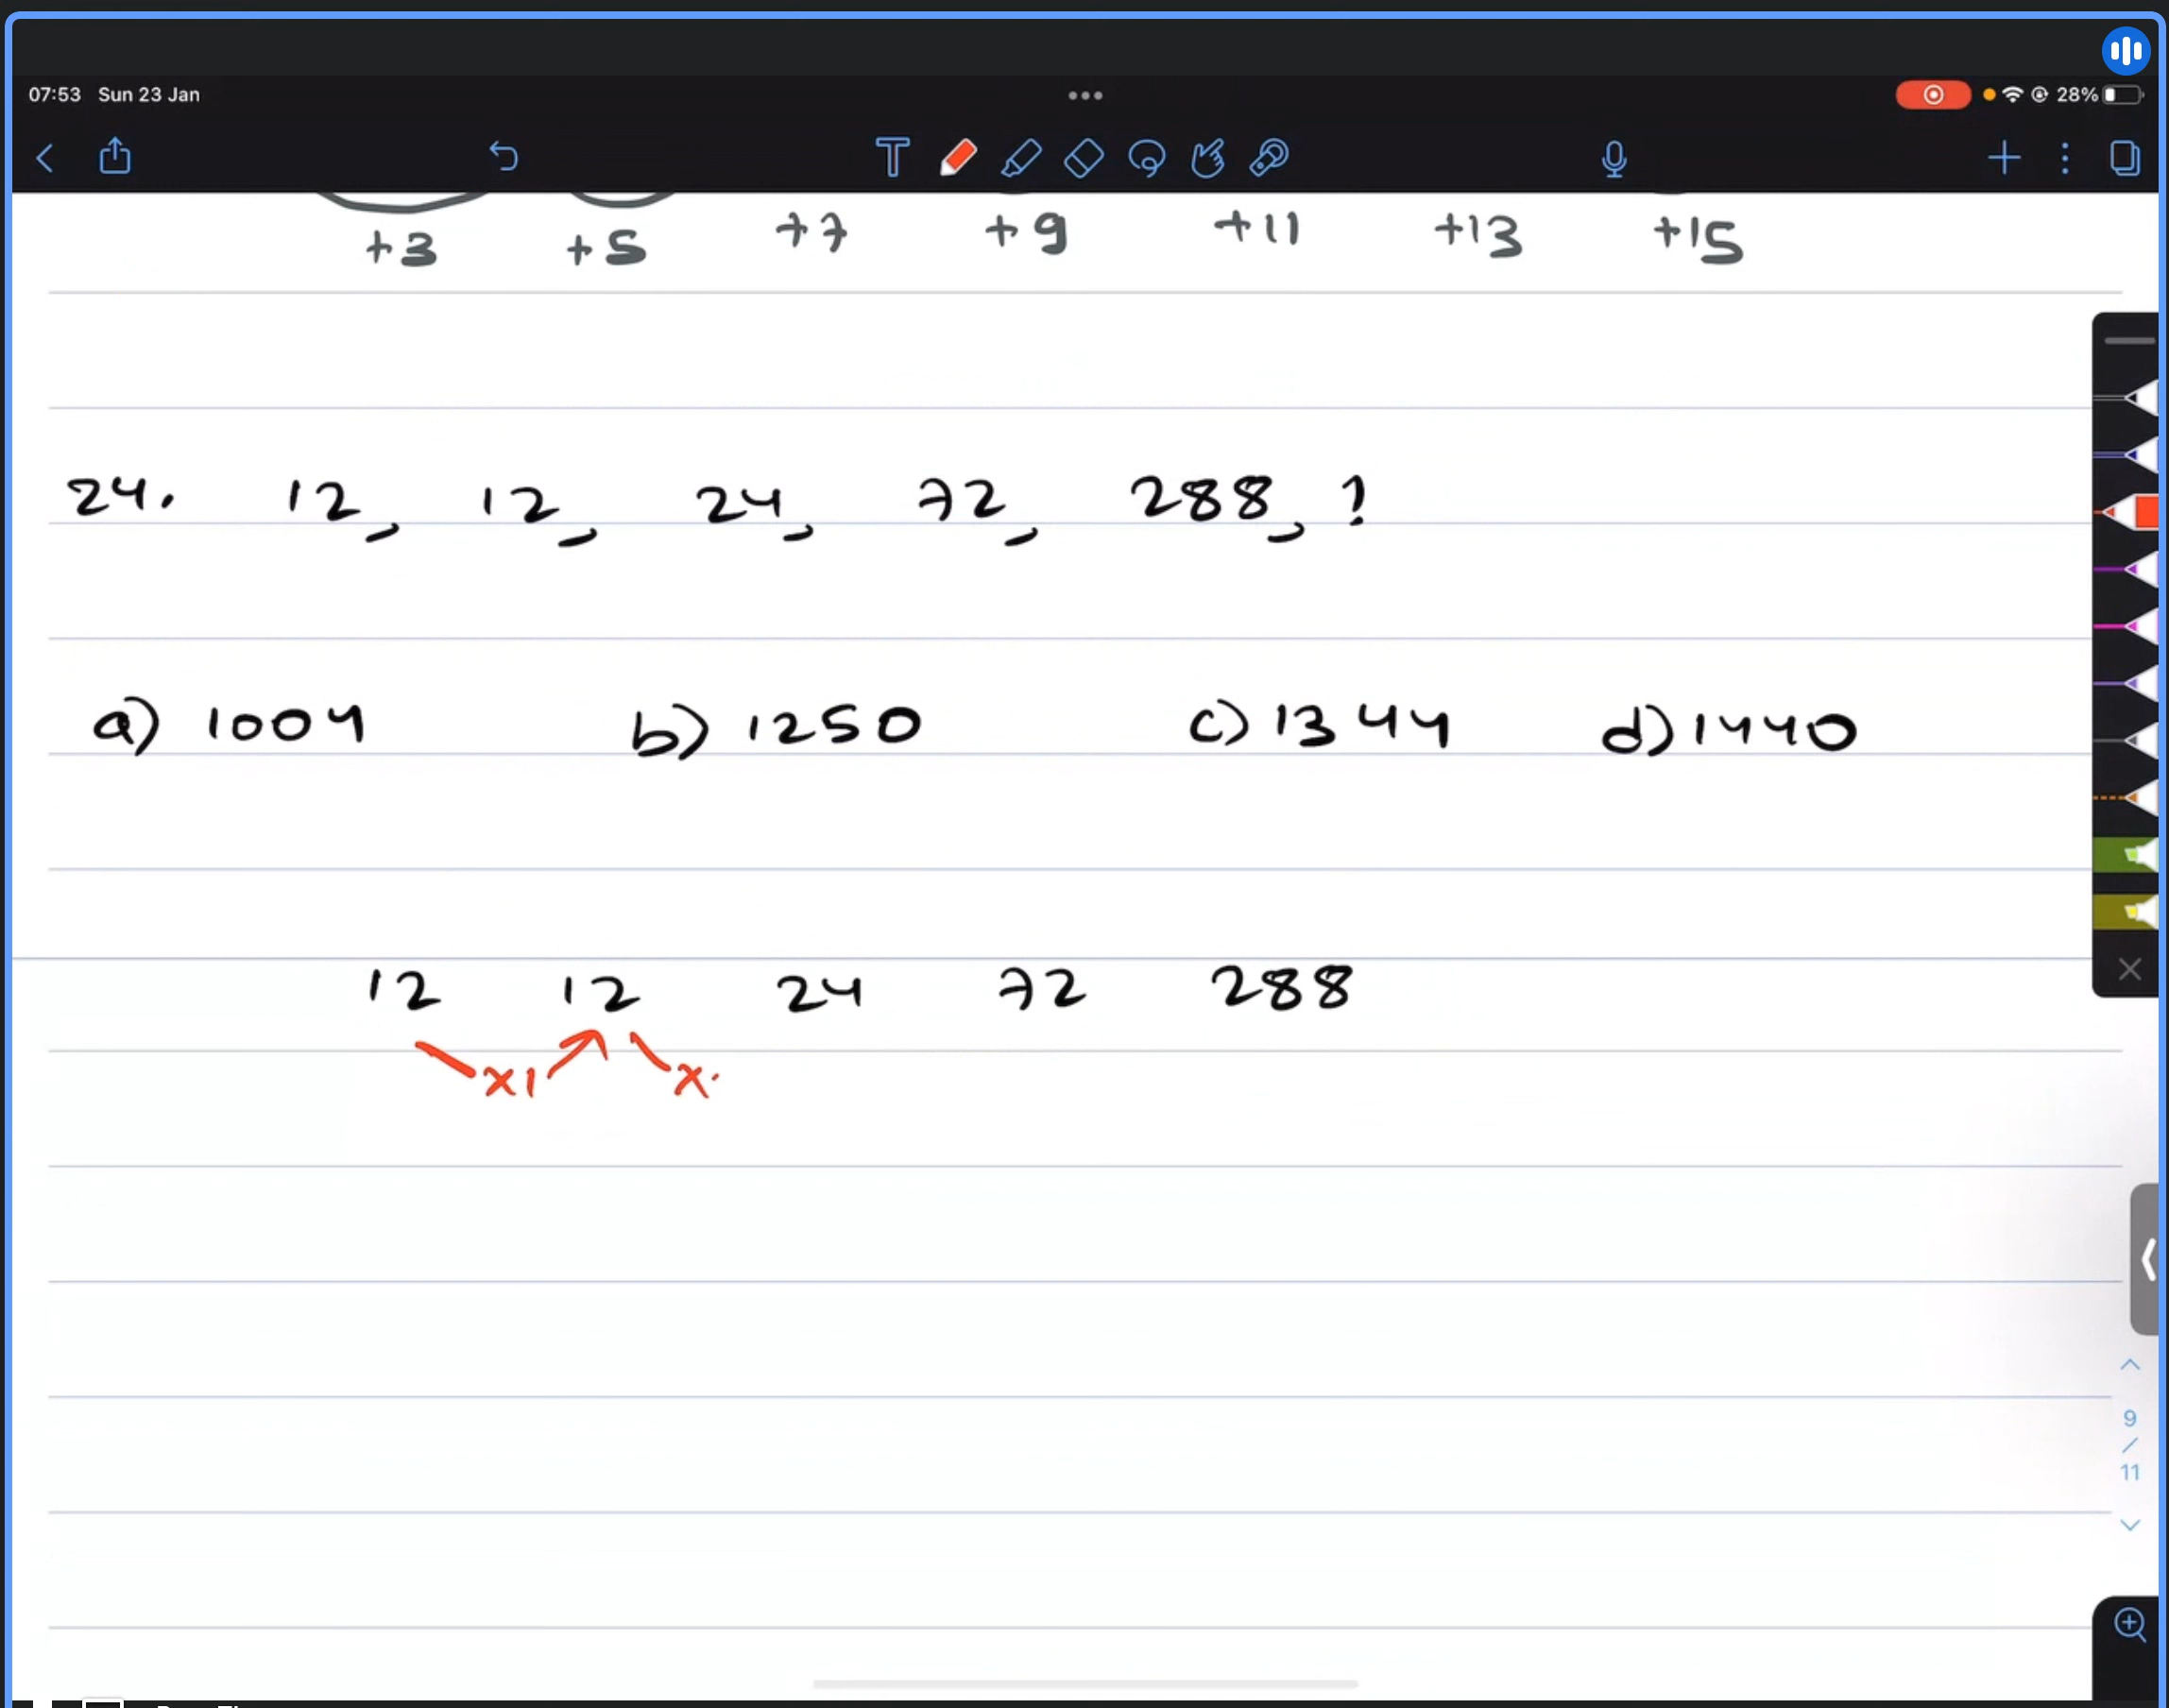 07:53 Sun 23 Jan
28%
T
+3 +5 +7 +9 +11 +13 +15
24. 12, 12, 24, 72, 288, ?
a) 1004 b) 1250 c) 1344 d) 1440
12 12 24 72 288
x1 x
9
/
11